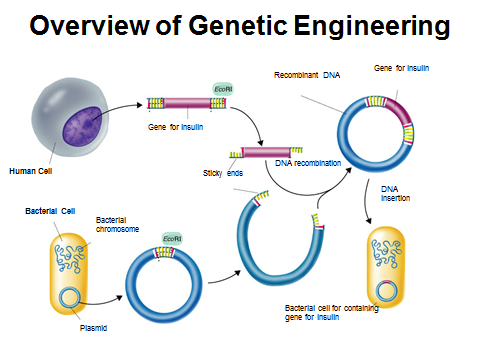 Overview of Genetic Engineering
Recombinant DNA
Gene for Insulin
EcoRI
Gene for Insulin
Human Cell
Sticky ends
DNA recombination
DNA
Insertion
Bacterial Cell
Bacterial
chromosome
EcoRI
Plasmid
Bacterial cell for containing
gene for Insulin